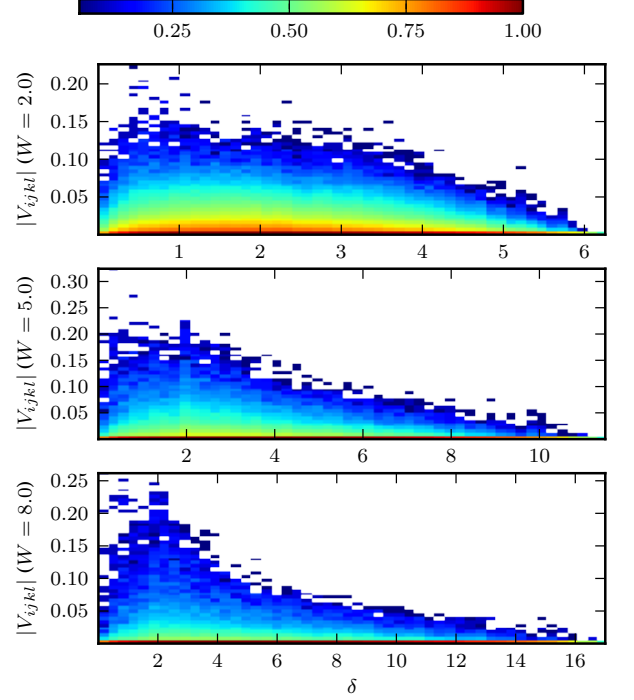 0.25 0.50 0.75 1.00
|V_{ijkl}| (W = 2.0)
0.20
0.15
0.10
0.05
1 2 3 4 5 6
|V_{ijkl}| (W = 5.0)
0.30
0.25
0.20
0.15
0.10
0.05
2 4 6 8 10
|V_{ijkl}| (W = 8.0)
0.25
0.20
0.15
0.10
0.05
2 4 6 8 10 12 14 16
δ